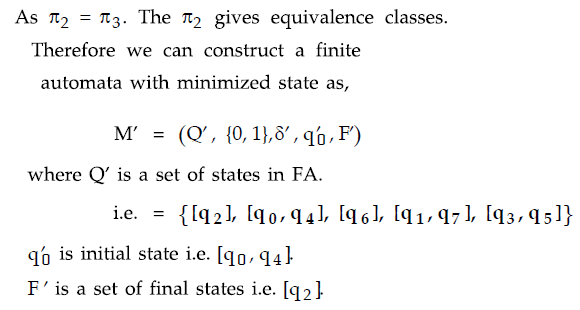 As π₂ = π₃. The π₂ gives equivalence classes.
Therefore we can construct a finite
automata with minimized state as,
M′ = (Q′, {0, 1},δ′, q₀′, F′)
where Q′ is a set of states in FA.
i.e. = {[q₂], [q₀, q₄], [q₆], [q₁, q₇], [q₃, q₅]}
q₀′ is initial state i.e. [q₀, q₄].
F′ is a set of final states i.e. [q₂].